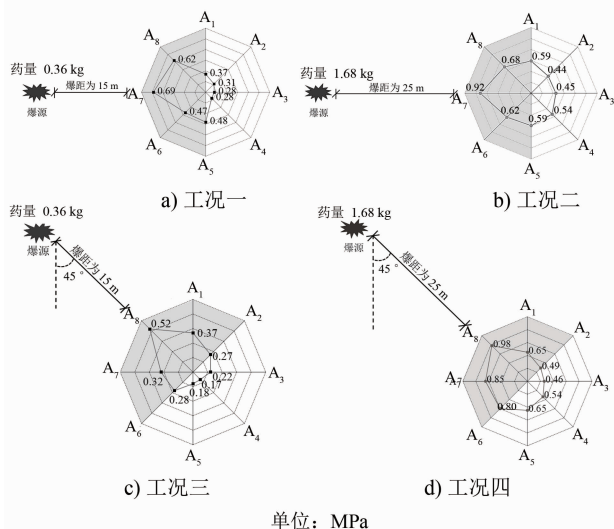 药量 0.36 kg
爆源
爆距为 15 m
A1
A2
A3
A4
A5
A6
A7
A8
0.37
0.31
0.28
0.28
0.48
0.47
0.69
0.62
a) 工况一
药量 1.68 kg
爆源
爆距为 25 m
A1
A2
A3
A4
A5
A6
A7
A8
0.59
0.44
0.45
0.54
0.59
0.62
0.92
0.68
b) 工况二
药量 0.36 kg
爆源
45 °
爆距为 15 m
A1
A2
A3
A4
A5
A6
A7
A8
0.37
0.27
0.22
0.17
0.18
0.28
0.32
0.52
c) 工况三
药量 1.68 kg
爆源
45 °
爆距为 25 m
A1
A2
A3
A4
A5
A6
A7
A8
0.65
0.49
0.46
0.54
0.65
0.80
0.85
0.98
d) 工况四
单位：MPa